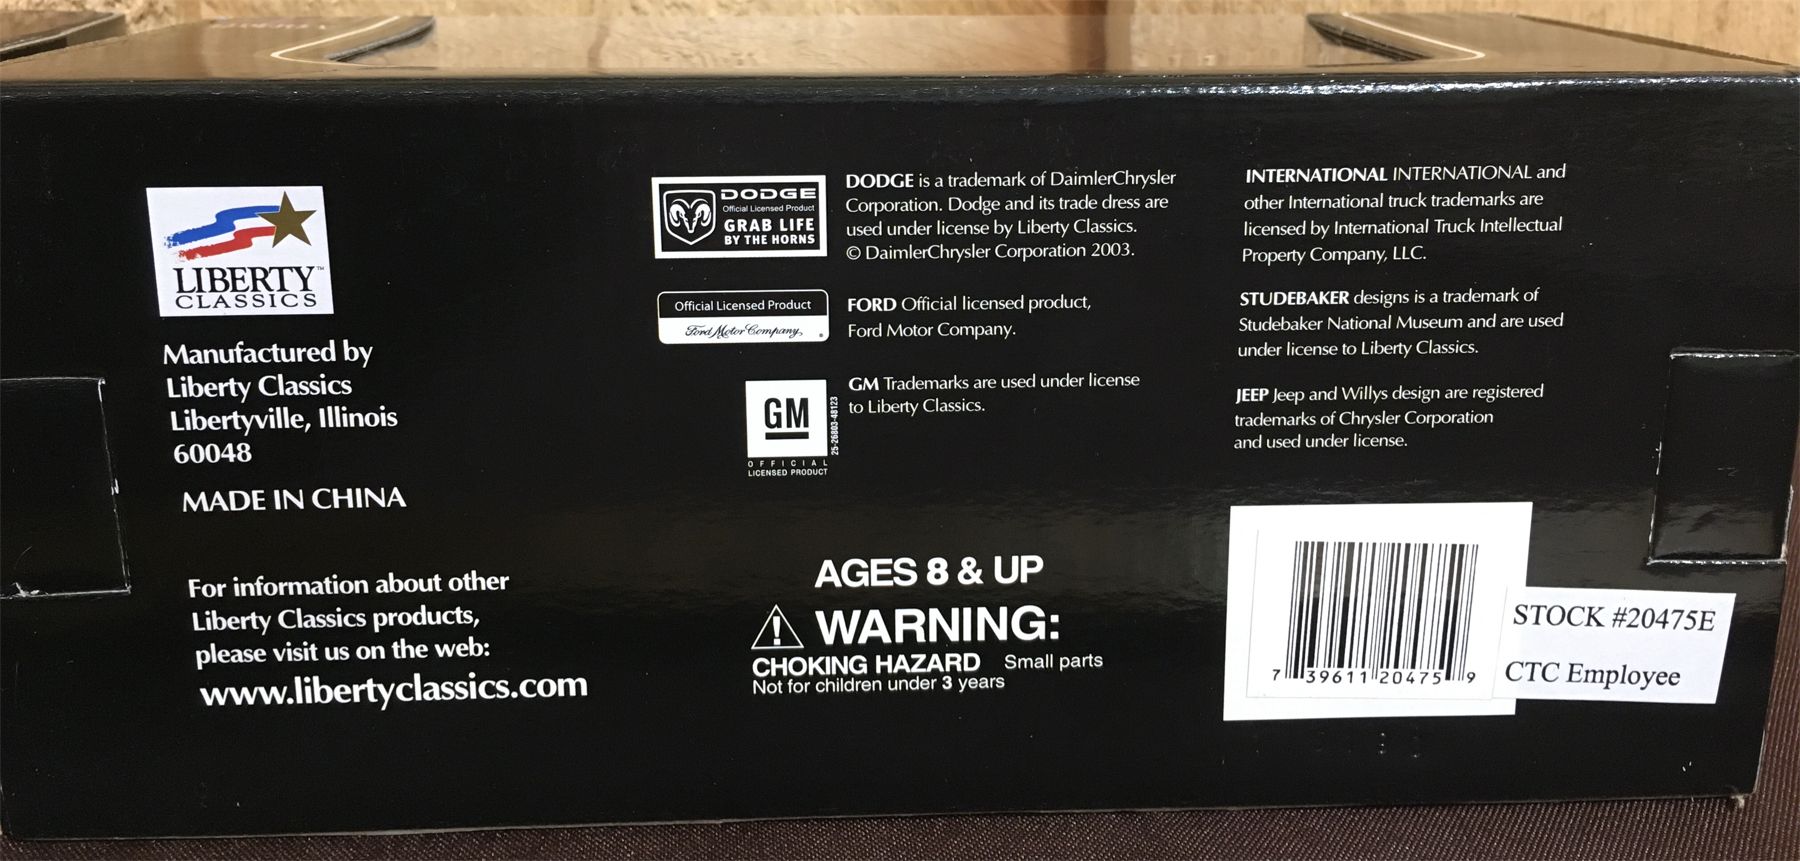 LIBERTY™
CLASSICS
Manufactured by
Liberty Classics
Libertyville, Illinois
60048
MADE IN CHINA
For information about other
Liberty Classics products,
please visit us on the web:
www.libertyclassics.com
DODGE
Official Licensed Product
GRAB LIFE
BY THE HORNS
DODGE is a trademark of DaimlerChrysler
Corporation. Dodge and its trade dress are
used under license by Liberty Classics.
© DaimlerChrysler Corporation 2003.
Official Licensed Product
Ford Motor Company
FORD Official licensed product,
Ford Motor Company.
GM
25-26803-48123
OFFICIAL
LICENSED PRODUCT
GM Trademarks are used under license
to Liberty Classics.
AGES 8 & UP
WARNING:
CHOKING HAZARD Small parts
Not for children under 3 years
INTERNATIONAL INTERNATIONAL and
other International truck trademarks are
licensed by International Truck Intellectual
Property Company, LLC.
STUDEBAKER designs is a trademark of
Studebaker National Museum and are used
under license to Liberty Classics.
JEEP Jeep and Willys design are registered
trademarks of Chrysler Corporation
and used under license.
7 39611 20475 9
STOCK #20475E
CTC Employee